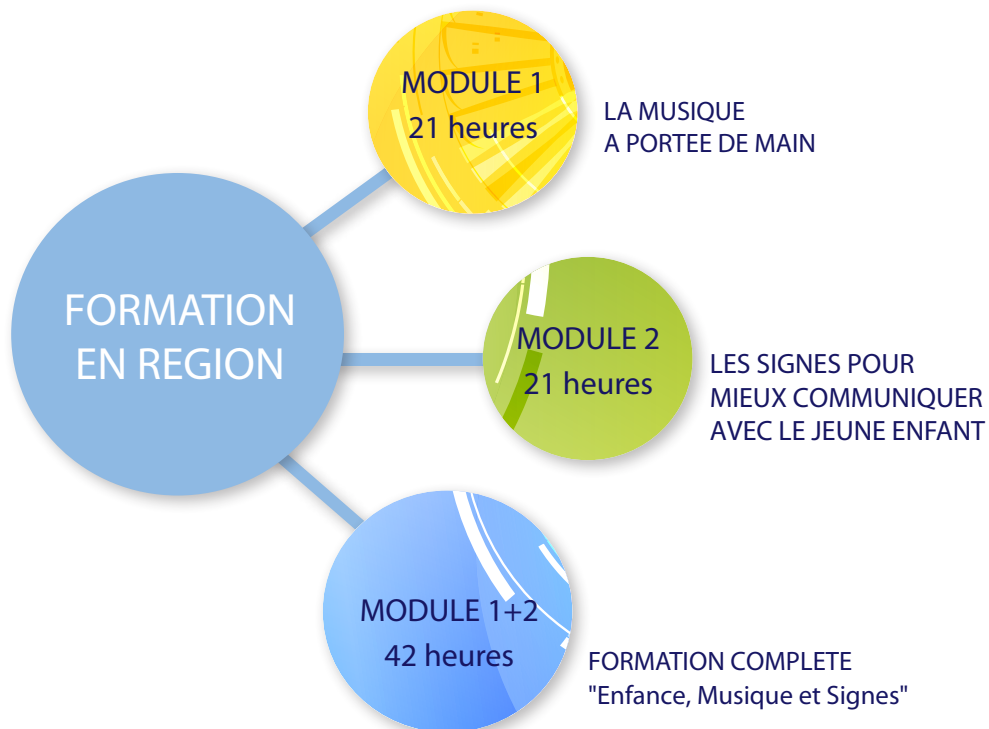 MODULE 1
21 heures
LA MUSIQUE
A PORTEE DE MAIN
FORMATION
EN REGION
MODULE 2
21 heures
LES SIGNES POUR
MIEUX COMMUNIQUER
AVEC LE JEUNE ENFANT
MODULE 1+2
42 heures
FORMATION COMPLETE
"Enfance, Musique et Signes"